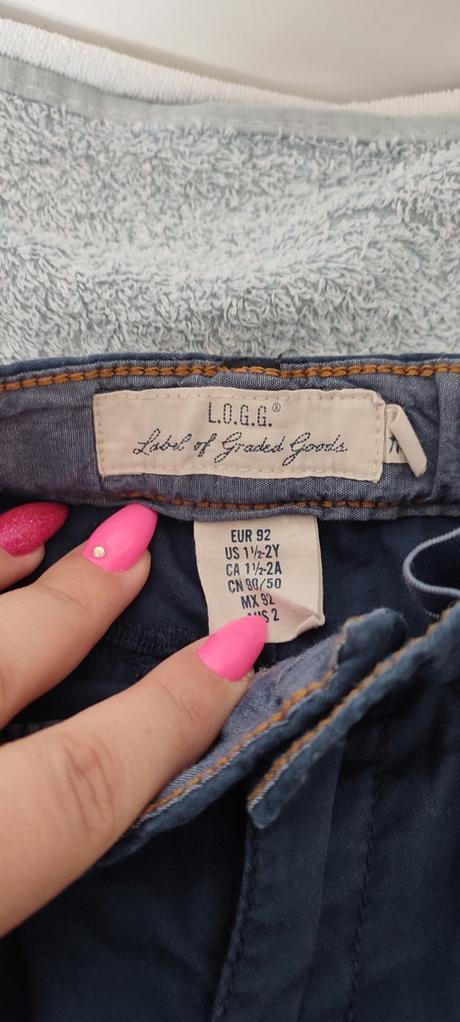 L.O.G.G.®
Label of Graded Goods
EUR 92
US 1½-2Y
CA 1½-2A
CN 90/50
MX 92
2